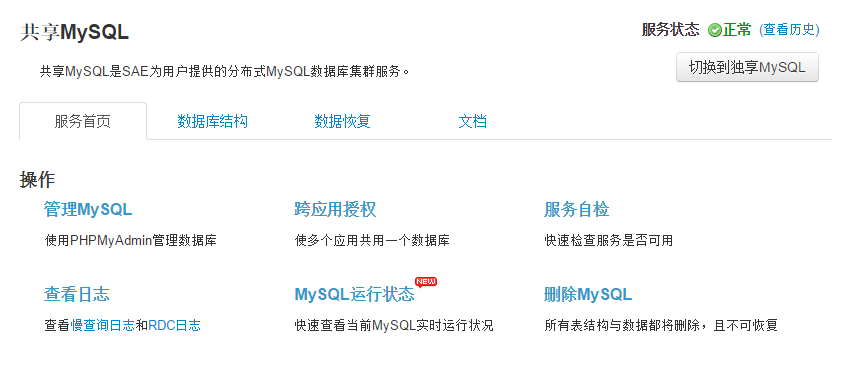 共享MySQL
服务状态 正常 (查看历史)
共享MySQL是SAE为用户提供的分布式MySQL数据库集群服务。
切换到独享MySQL
服务首页 数据库结构 数据恢复 文档
操作
管理MySQL 跨应用授权 服务自检
使用PHPMyAdmin管理数据库 使多个应用共用一个数据库 快速检查服务是否可用
查看日志 MySQL运行状态 NEW 删除MySQL
查看慢查询日志和RDC日志 快速查看当前MySQL实时运行状况 所有表结构与数据都将删除，且不可恢复